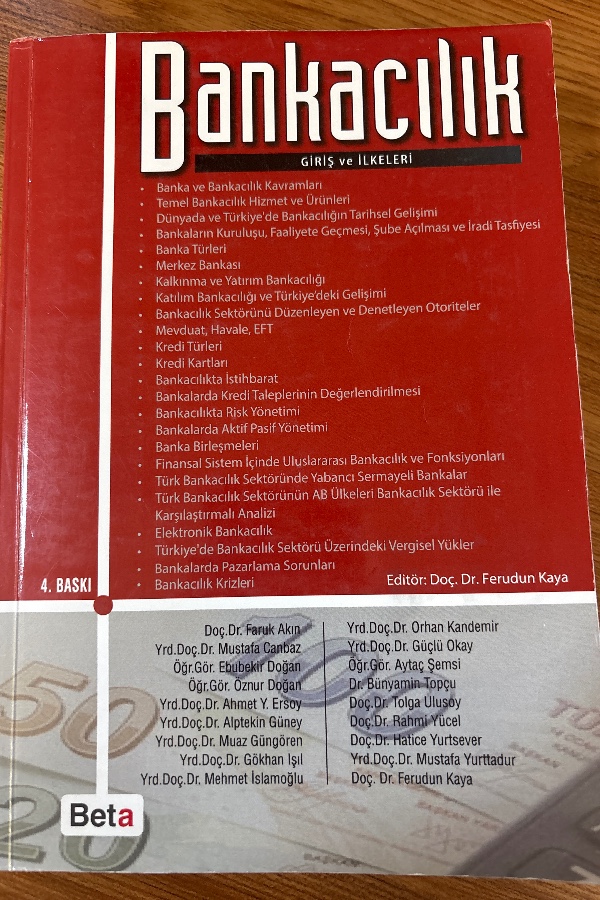 Bankacılık
GİRİŞ ve İLKELERİ
• Banka ve Bankacılık Kavramları
• Temel Bankacılık Hizmet ve Ürünleri
• Dünyada ve Türkiye'de Bankacılığın Tarihsel Gelişimi
• Bankaların Kuruluşu, Faaliyete Geçmesi, Şube Açılması ve İradi Tasfiyesi
• Banka Türleri
• Merkez Bankası
• Kalkınma ve Yatırım Bankacılığı
• Katılım Bankacılığı ve Türkiye'deki Gelişimi
• Bankacılık Sektörünü Düzenleyen ve Denetleyen Otoriteler
• Mevduat, Havale, EFT
• Kredi Türleri
• Kredi Kartları
• Bankacılıkta İstihbarat
• Bankalarda Kredi Taleplerinin Değerlendirilmesi
• Bankacılıkta Risk Yönetimi
• Bankalarda Aktif Pasif Yönetimi
• Banka Birleşmeleri
• Finansal Sistem İçinde Uluslararası Bankacılık ve Fonksiyonları
• Türk Bankacılık Sektöründe Yabancı Sermayeli Bankalar
• Türk Bankacılık Sektörünün AB Ülkeleri Bankacılık Sektörü ile
Karşılaştırmalı Analizi
• Elektronik Bankacılık
• Türkiye'de Bankacılık Sektörü Üzerindeki Vergisel Yükler
• Bankalarda Pazarlama Sorunları
• Bankacılık Krizleri
4. BASKI
Editör: Doç. Dr. Ferudun Kaya
Doç.Dr. Faruk Akın
Yrd.Doç.Dr. Mustafa Canbaz
Öğr.Gör. Ebubekir Doğan
Öğr.Gör. Öznur Doğan
Yrd.Doç.Dr. Ahmet Y. Ersoy
Yrd.Doç.Dr. Alptekin Güney
Yrd.Doç.Dr. Muaz Güngören
Yrd.Doç.Dr. Gökhan Işıl
Yrd.Doç.Dr. Mehmet İslamoğlu
Yrd.Doç.Dr. Orhan Kandemir
Yrd.Doç.Dr. Güçlü Okay
Öğr.Gör. Aytaç Şemsi
Dr. Bünyamin Topçu
Doç.Dr. Tolga Ulusoy
Doç.Dr. Rahmi Yücel
Doç.Dr. Hatice Yurtsever
Yrd.Doç.Dr. Mustafa Yurttadur
Doç. Dr. Ferudun Kaya
100
50
20
BAŞKAN
Beta